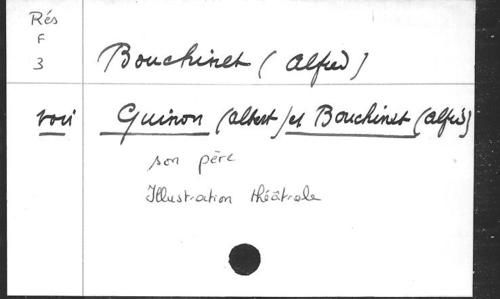 Rés
F
3
Bouchinet (Alfred)
voir Guinon (Albert) et Bouchinet (Alfred)
son père
Illustration théâtrale